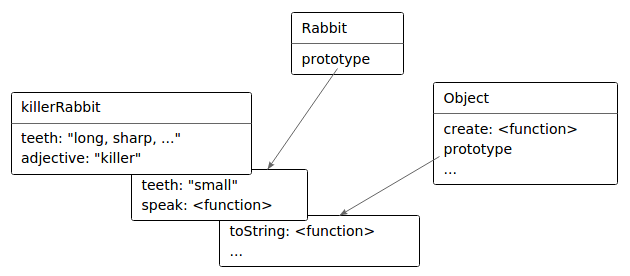 Rabbit
prototype
killerRabbit
teeth: "long, sharp, ..."
adjective: "killer"
Object
create: <function>
prototype
...
teeth: "small"
speak: <function>
toString: <function>
...